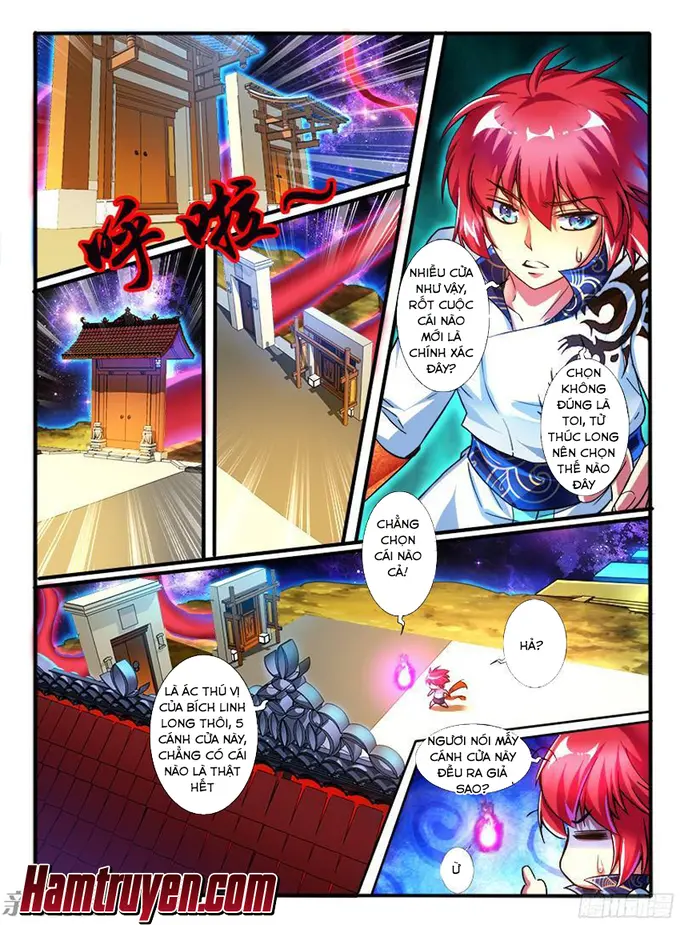 呼啦~
NHIỀU CỬA
NHƯ VẬY,
RỐT CUỘC
CÁI NÀO
MỚI LÀ
CHÍNH XÁC
ĐÂY?
CHỌN
KHÔNG
ĐÚNG LÀ
TOI, TỬ
THÚC LONG
NÊN CHỌN
THẾ NÀO
ĐÂY
CHẲNG
CHỌN
CÁI NÀO
CẢ!
HẢ?
LÀ ÁC THÚ VỊ
CỦA BÍCH LINH
LONG THÔI, 5
CÁNH CỬA NÀY,
CHẲNG CÓ CÁI
NÀO LÀ THẬT
HẾT
NGƯƠI NÓI MẤY
CÁNH CỬA NÀY
ĐỀU RA GIẢ
SAO?
Ừ
Hamtruyen.com